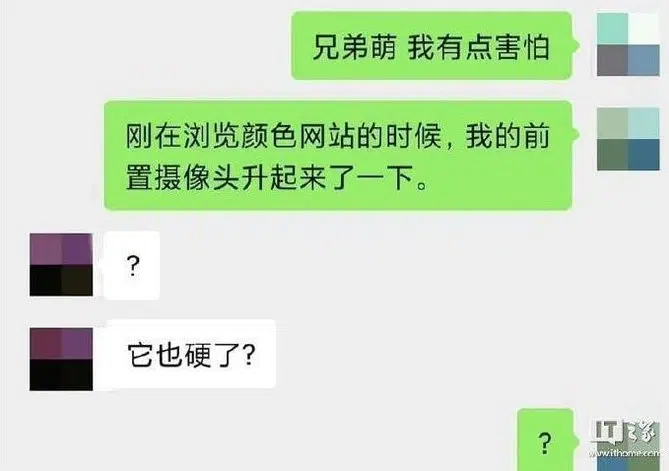 兄弟萌 我有点害怕
刚在浏览颜色网站的时候，我的前
置摄像头升起来了一下。
?
它也硬了?
?
IT之家
www.ithome.com